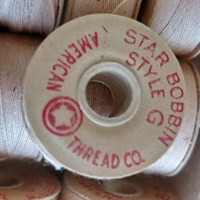 STAR BOBBIN
STYLE G
AMERICAN
THREAD CO.